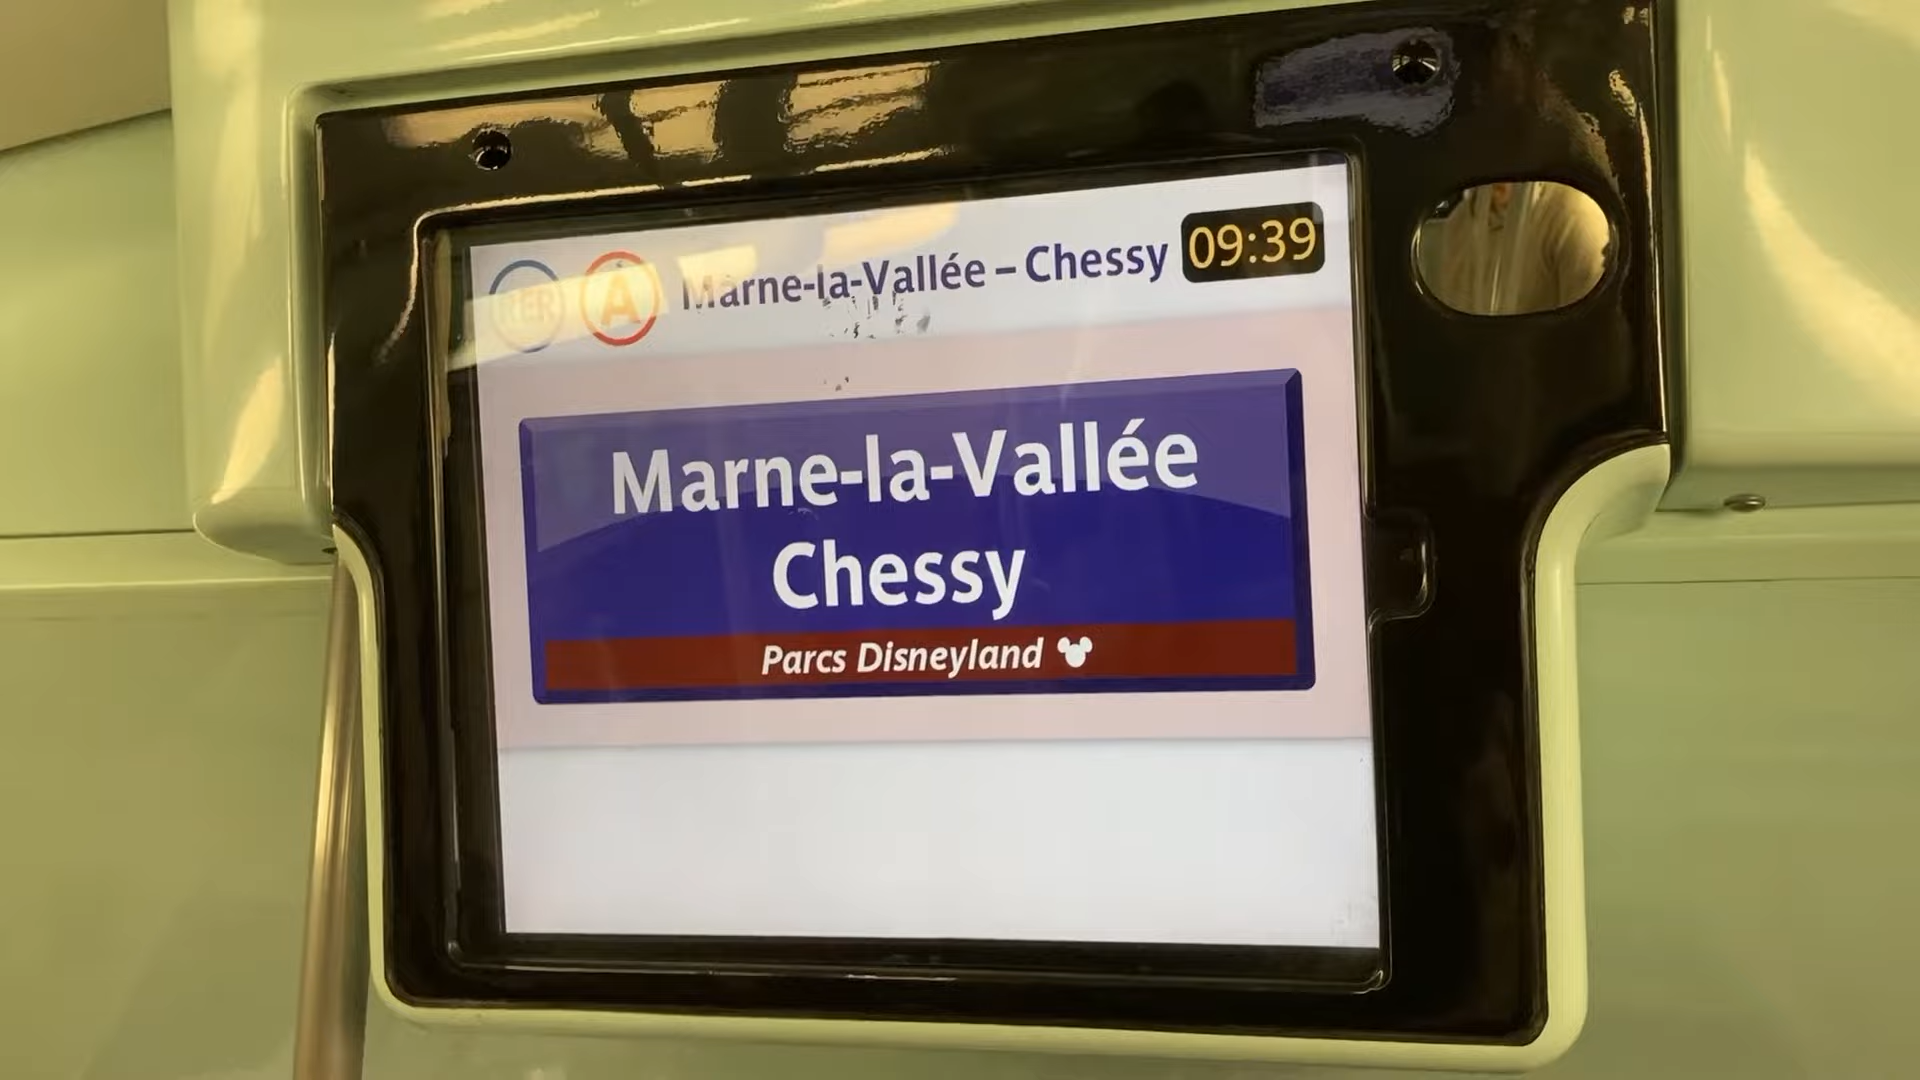 RER A Marne-la-Vallée – Chessy 09:39
Marne-la-Vallée
Chessy
Parcs Disneyland